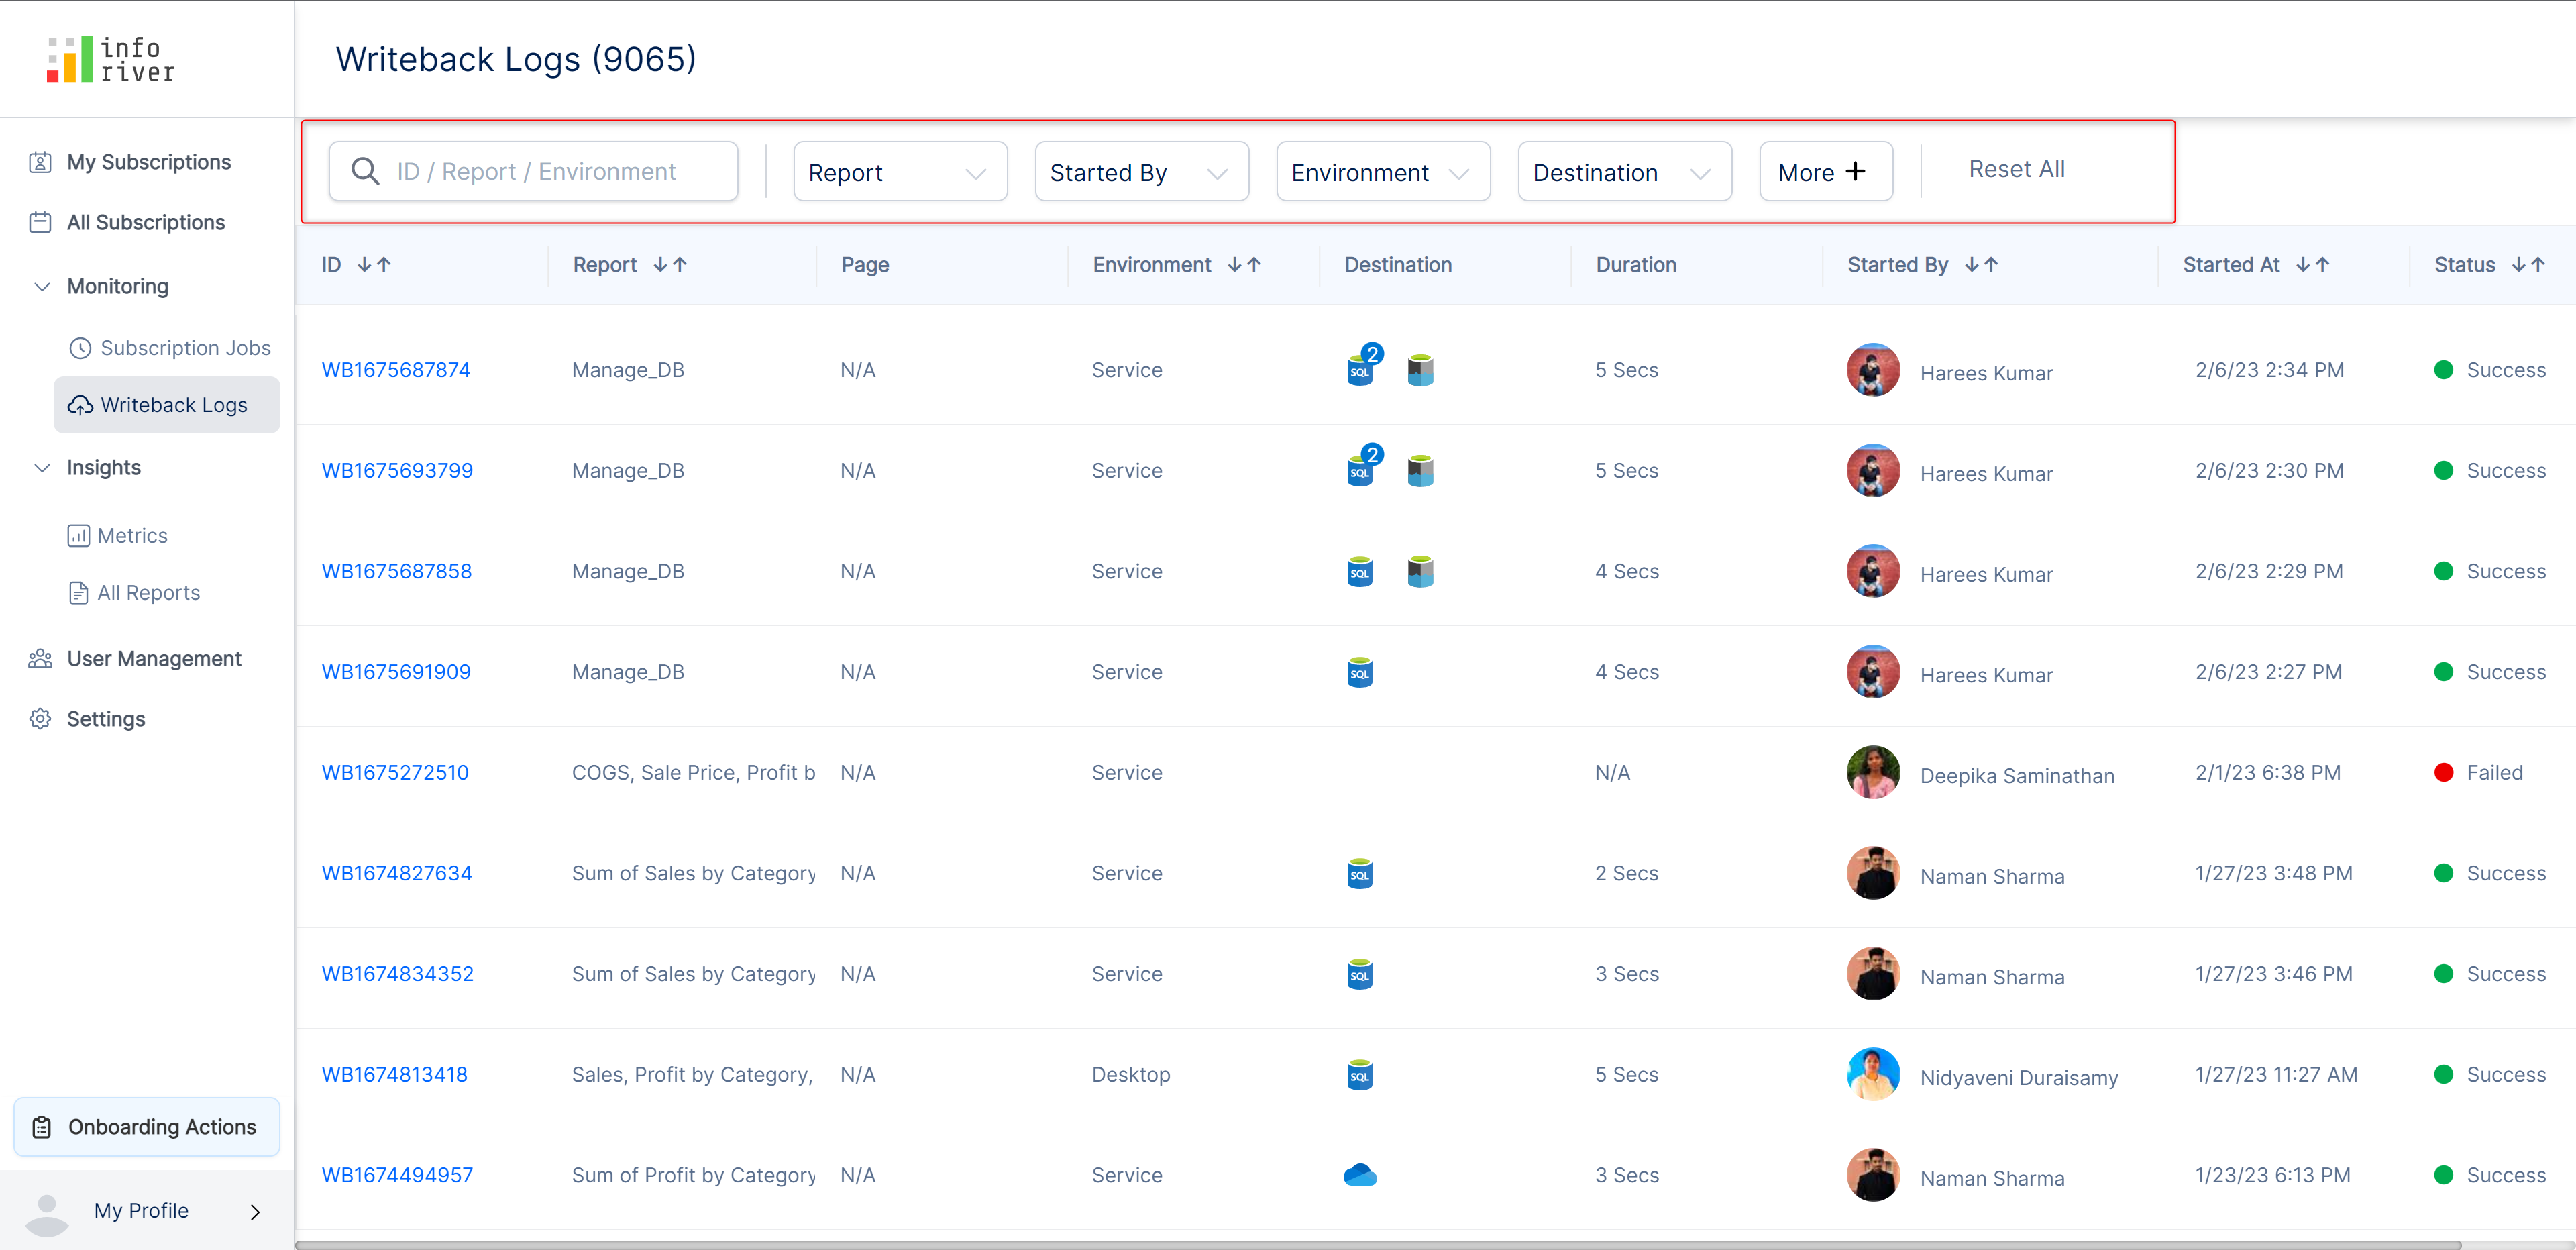 info
river
Writeback Logs (9065)
My Subscriptions
All Subscriptions
Monitoring
Subscription Jobs
Writeback Logs
Insights
Metrics
All Reports
User Management
Settings
Onboarding Actions
My Profile
ID / Report / Environment Report Started By Environment Destination More + Reset All
ID Report Page Environment Destination Duration Started By Started At Status
WB1675687874 Manage_DB N/A Service SQL 2 5 Secs Harees Kumar 2/6/23 2:34 PM Success
WB1675693799 Manage_DB N/A Service SQL 2 5 Secs Harees Kumar 2/6/23 2:30 PM Success
WB1675687858 Manage_DB N/A Service SQL 4 Secs Harees Kumar 2/6/23 2:29 PM Success
WB1675691909 Manage_DB N/A Service SQL 4 Secs Harees Kumar 2/6/23 2:27 PM Success
WB1675272510 COGS, Sale Price, Profit b N/A Service N/A Deepika Saminathan 2/1/23 6:38 PM Failed
WB1674827634 Sum of Sales by Category N/A Service SQL 2 Secs Naman Sharma 1/27/23 3:48 PM Success
WB1674834352 Sum of Sales by Category N/A Service SQL 3 Secs Naman Sharma 1/27/23 3:46 PM Success
WB1674813418 Sales, Profit by Category, N/A Desktop SQL 5 Secs Nidyaveni Duraisamy 1/27/23 11:27 AM Success
WB1674494957 Sum of Profit by Category N/A Service 3 Secs Naman Sharma 1/23/23 6:13 PM Success